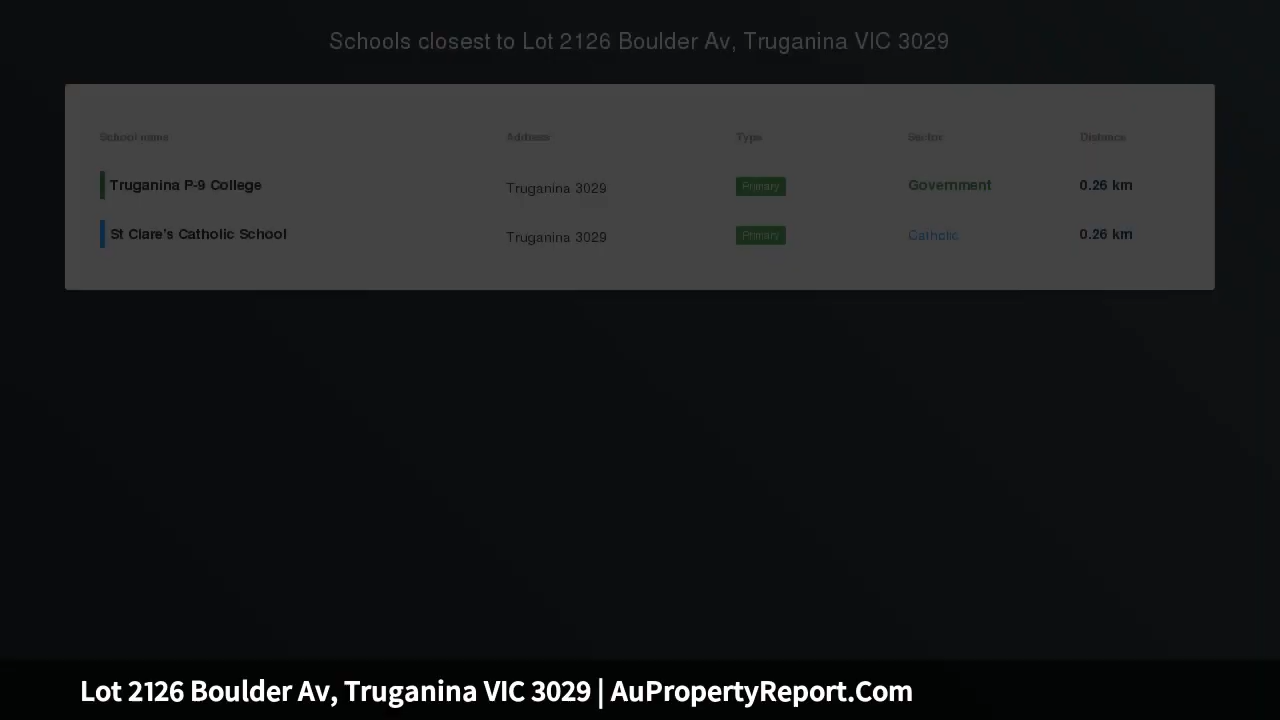 Schools closest to Lot 2126 Boulder Av, Truganina VIC 3029
School name Address Type Sector Distance
Truganina P-9 College Truganina 3029 Primary Government 0.26 km
St Clare's Catholic School Truganina 3029 Primary Catholic 0.26 km
Lot 2126 Boulder Av, Truganina VIC 3029 | AuPropertyReport.Com